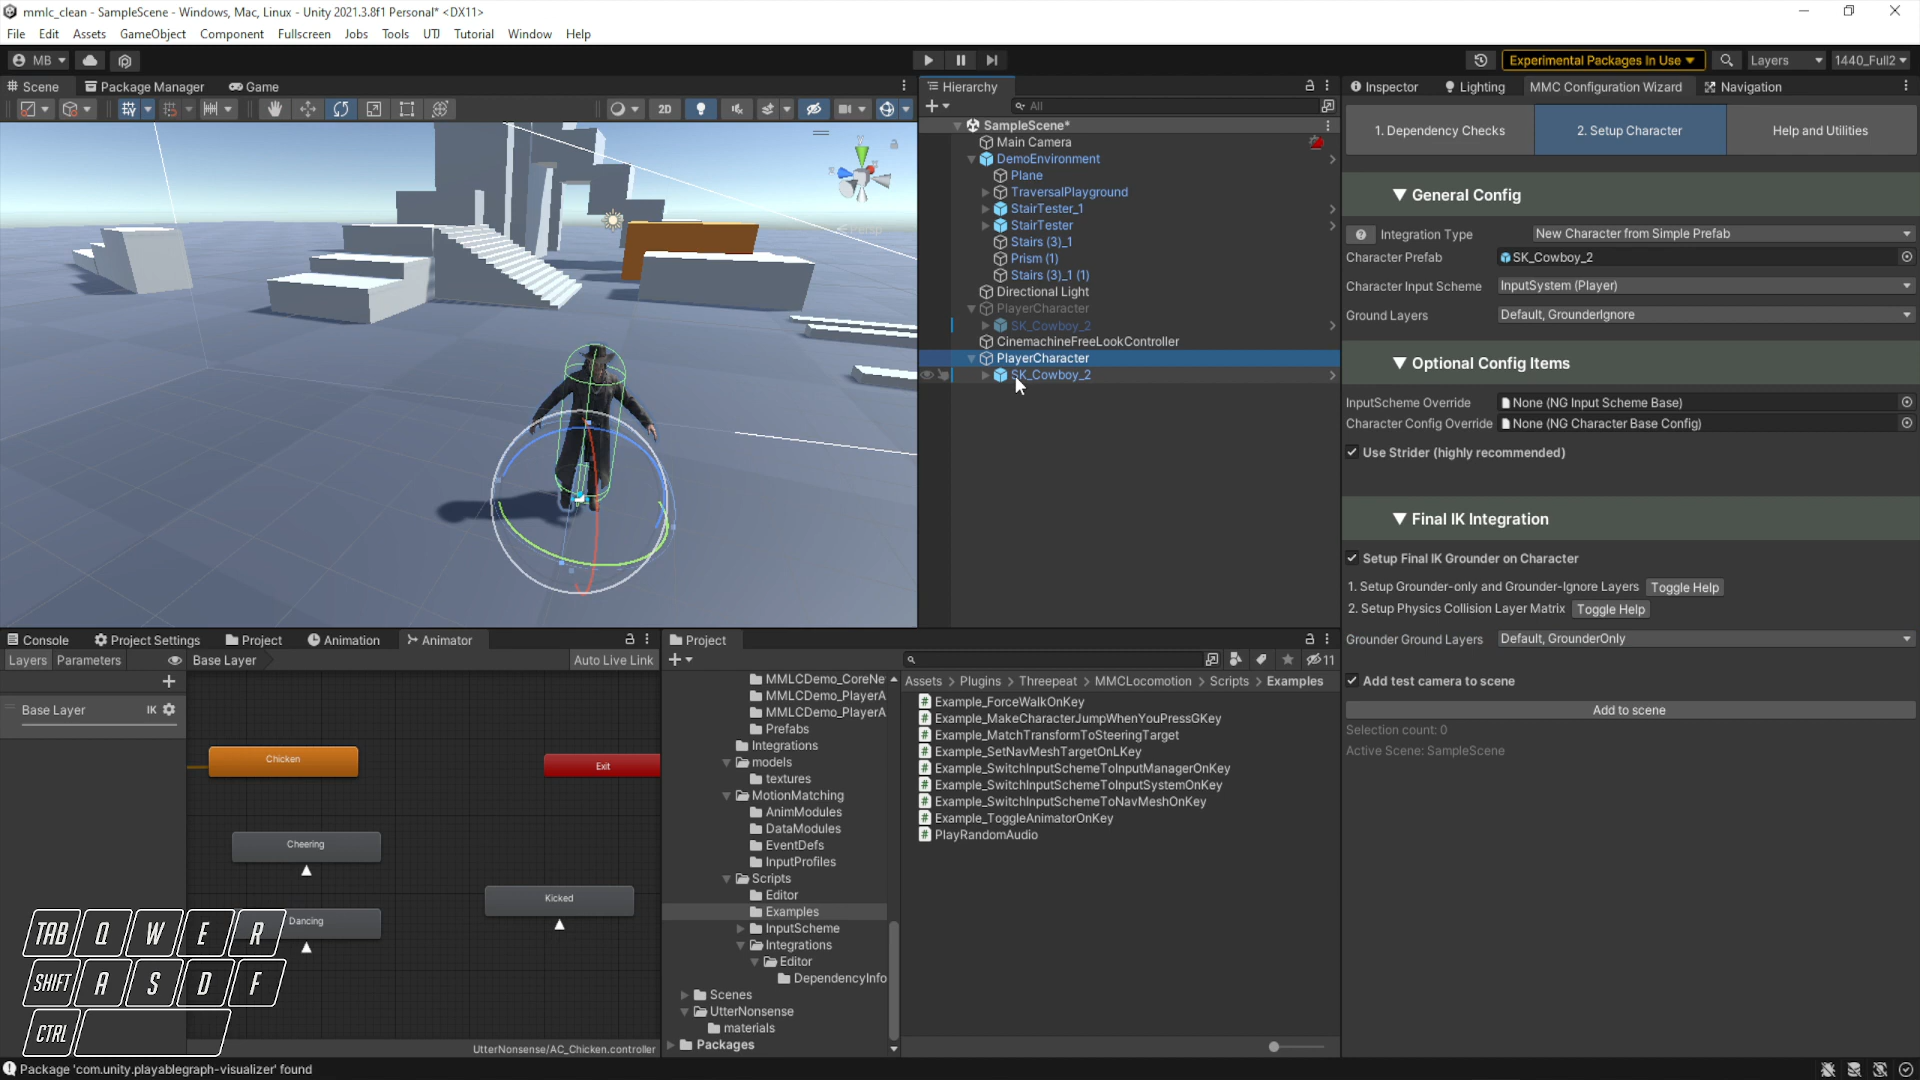 mmlc_clean - SampleScene - Windows, Mac, Linux - Unity 2021.3.8f1 Personal* <DX11>
File Edit Assets GameObject Component Fullscreen Jobs Tools UTJ Tutorial Window Help
MB
Experimental Packages In Use
Layers
1440_Full2
Scene
Package Manager
Game
2D
Persp
Hierarchy
All
SampleScene*
Main Camera
DemoEnvironment
Plane
TraversalPlayground
StairTester_1
StairTester
Stairs (3)_1
Prism (1)
Stairs (3)_1 (1)
Directional Light
PlayerCharacter
SK_Cowboy_2
CinemachineFreeLookController
PlayerCharacter
SK_Cowboy_2
Inspector
Lighting
MMC Configuration Wizard
Navigation
1. Dependency Checks
2. Setup Character
Help and Utilities
▼ General Config
? Integration Type New Character from Simple Prefab
Character Prefab SK_Cowboy_2
Character Input Scheme InputSystem (Player)
Ground Layers Default, GrounderIgnore
▼ Optional Config Items
InputScheme Override None (NG Input Scheme Base)
Character Config Override None (NG Character Base Config)
Use Strider (highly recommended)
▼ Final IK Integration
Setup Final IK Grounder on Character
1. Setup Grounder-only and Grounder-Ignore Layers Toggle Help
2. Setup Physics Collision Layer Matrix Toggle Help
Grounder Ground Layers Default, GrounderOnly
Add test camera to scene
Add to scene
Selection count: 0
Active Scene: SampleScene
Console
Project Settings
Project
Animation
Animator
Layers Parameters
Base Layer
Auto Live Link
Base Layer IK
Chicken
Exit
Cheering
Kicked
Dancing
UtterNonsense/AC_Chicken.controller
TAB Q W E R
SHIFT A S D F
CTRL
Project
11
MMLCDemo_CoreNe
MMLCDemo_PlayerA
MMLCDemo_PlayerA
Prefabs
Integrations
models
textures
MotionMatching
AnimModules
DataModules
EventDefs
InputProfiles
Scripts
Editor
Examples
InputScheme
Integrations
Editor
DependencyInfo
Scenes
UtterNonsense
materials
Packages
Assets > Plugins > Threepeat > MMCLocomotion > Scripts > Examples
Example_ForceWalkOnKey
Example_MakeCharacterJumpWhenYouPressGKey
Example_MatchTransformToSteeringTarget
Example_SetNavMeshTargetOnLKey
Example_SwitchInputSchemeToInputManagerOnKey
Example_SwitchInputSchemeToInputSystemOnKey
Example_SwitchInputSchemeToNavMeshOnKey
Example_ToggleAnimatorOnKey
PlayRandomAudio
Package 'com.unity.playablegraph-visualizer' found